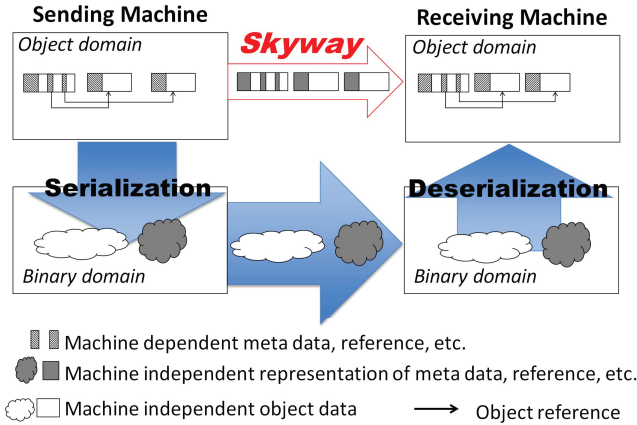 Sending Machine
Receiving Machine
Object domain
Skyway
Object domain
Serialization
Deserialization
Binary domain
Binary domain
Machine dependent meta data, reference, etc.
Machine independent representation of meta data, reference, etc.
Machine independent object data
Object reference